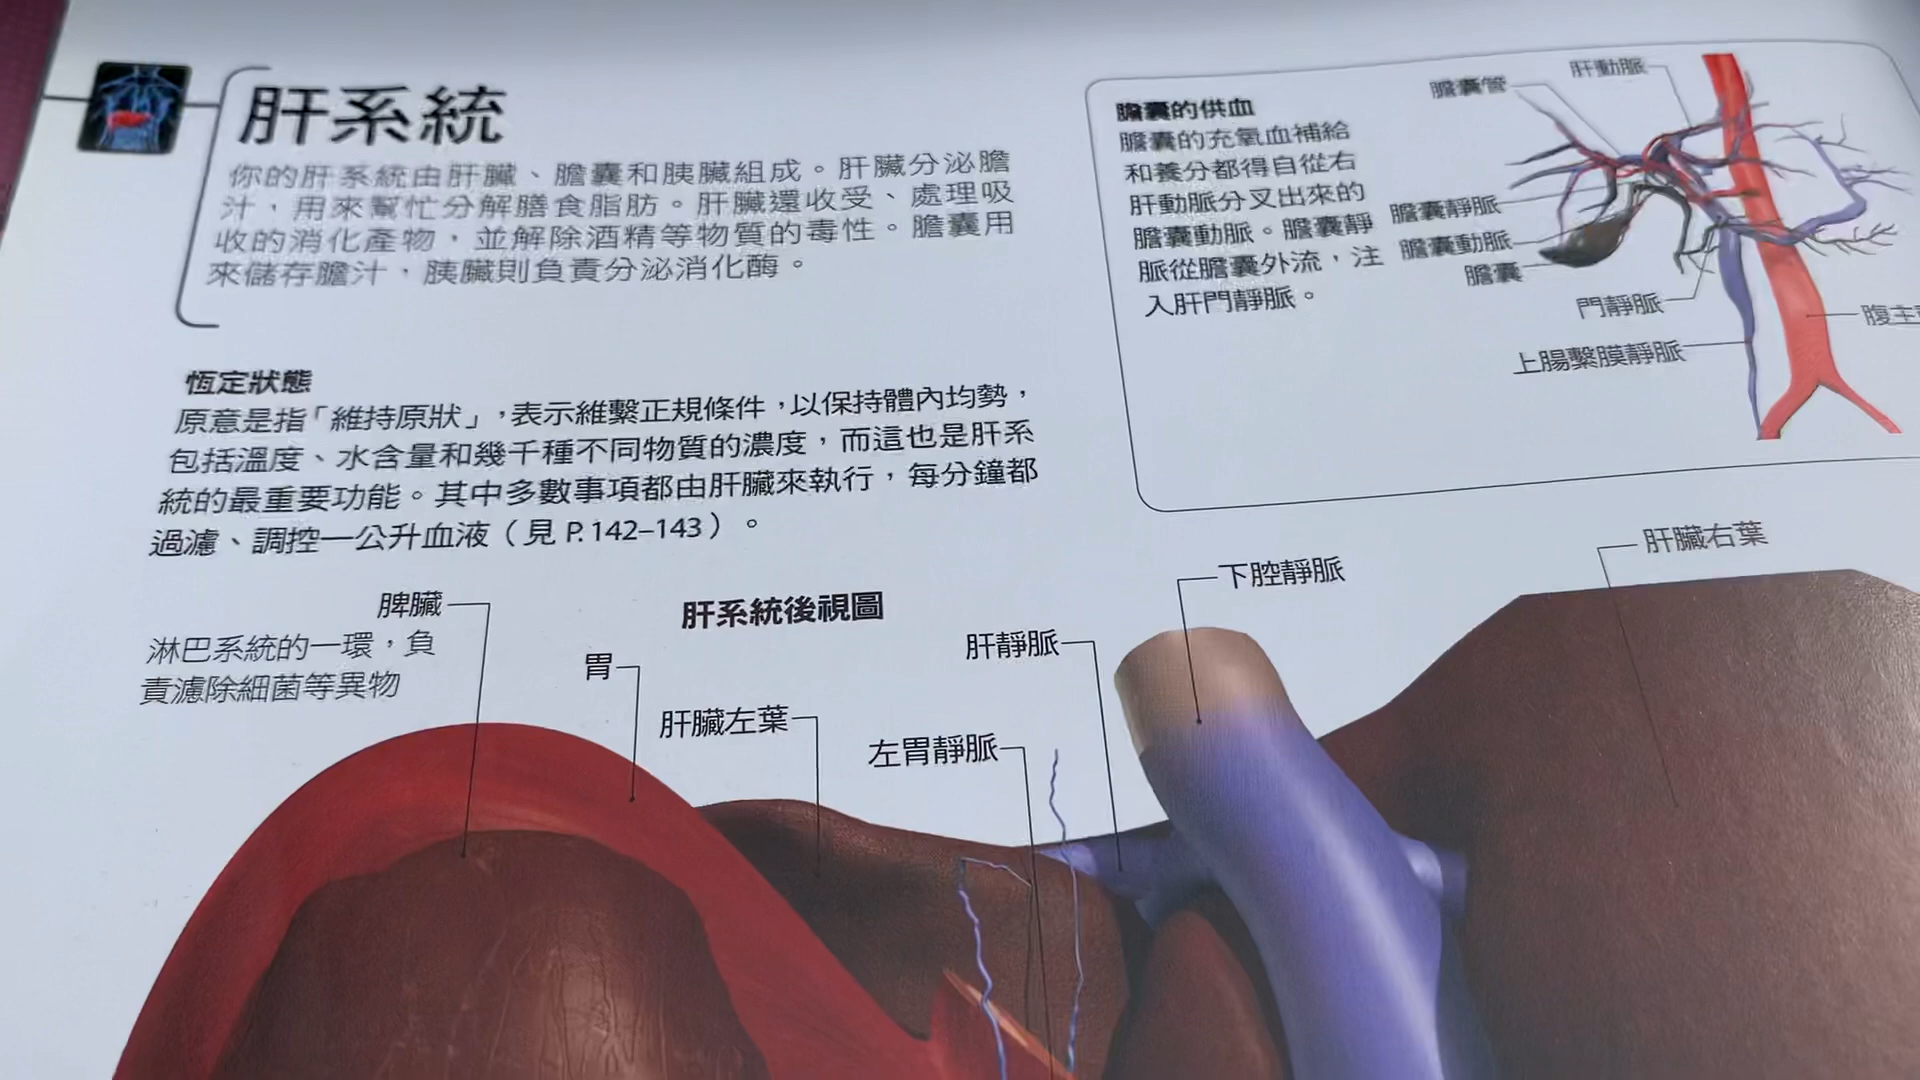 肝系統
你的肝系統由肝臟、膽囊和胰臟組成。肝臟分泌膽
汁，用來幫忙分解膳食脂肪。肝臟還收受、處理吸
收的消化產物，並解除酒精等物質的毒性。膽囊用
來儲存膽汁，胰臟則負責分泌消化酶。
恆定狀態
原意是指「維持原狀」，表示維繫正規條件，以保持體內均勢，
包括溫度、水含量和幾千種不同物質的濃度，而這也是肝系
統的最重要功能。其中多數事項都由肝臟來執行，每分鐘都
過濾、調控一公升血液（見 P. 142–143）。
膽囊的供血
膽囊的充氧血補給
和養分都得自從右
肝動脈分叉出來的
膽囊動脈。膽囊靜
脈從膽囊外流，注
入肝門靜脈。
膽囊管
肝動脈
膽囊靜脈
膽囊動脈
膽囊
門靜脈
上腸繫膜靜脈
腹主
肝系統後視圖
脾臟
淋巴系統的一環，負
責濾除細菌等異物
胃
肝臟左葉
左胃靜脈
肝靜脈
下腔靜脈
肝臟右葉